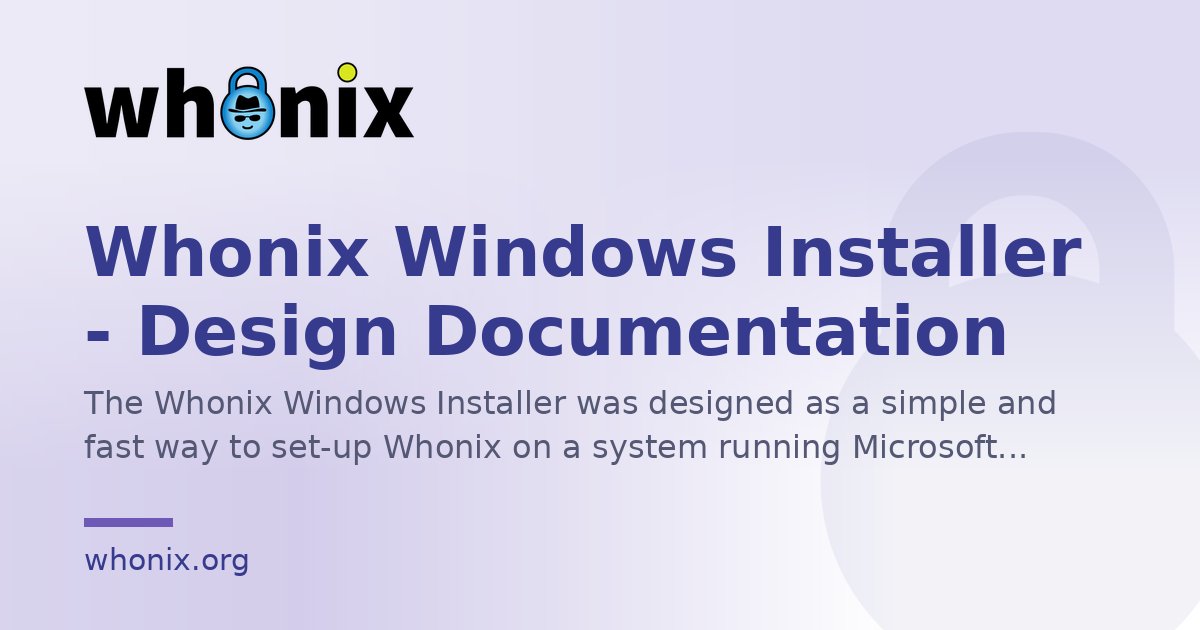 whonix
Whonix Windows Installer
- Design Documentation
The Whonix Windows Installer was designed as a simple and
fast way to set-up Whonix on a system running Microsoft...
whonix.org